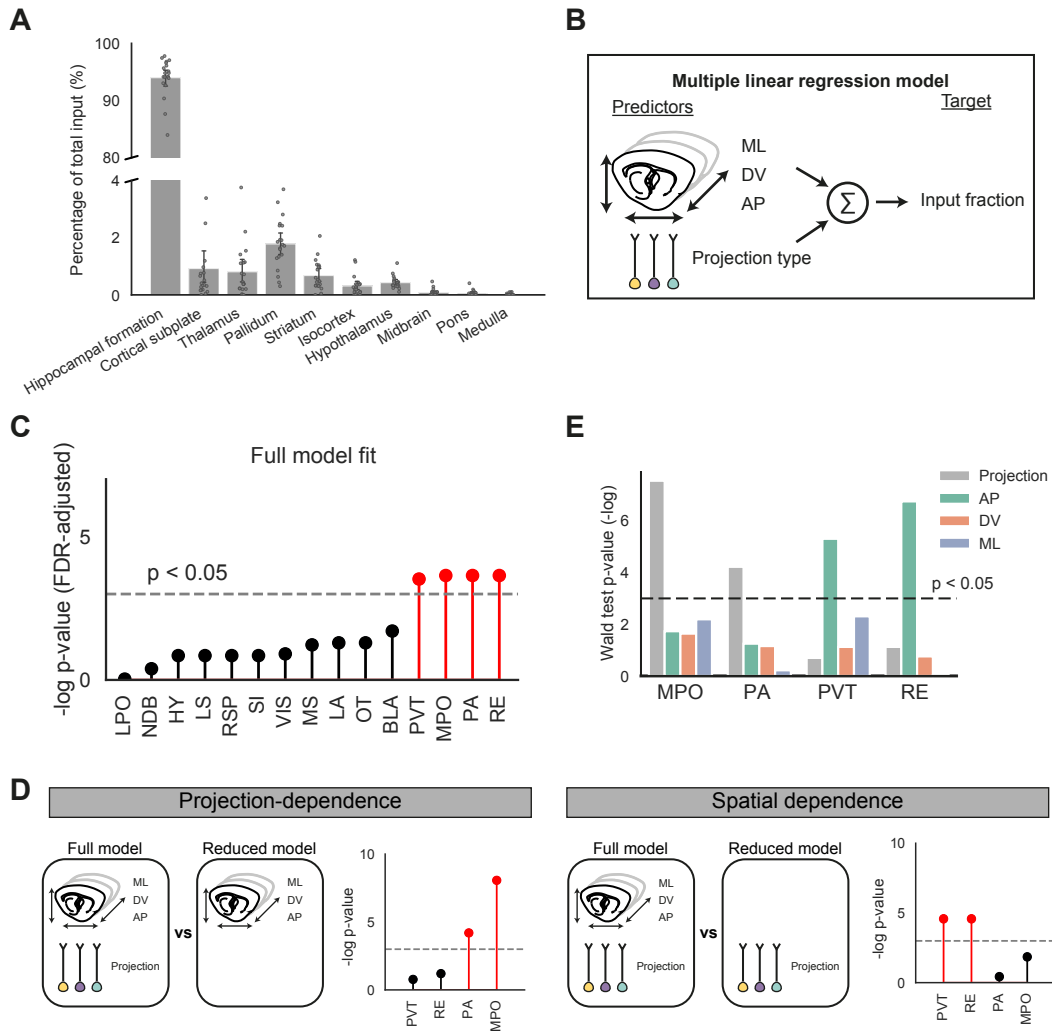 A
Percentage of total input (%)
100
90
80
4
2
0
Hippocampal formation
Cortical subplate
Thalamus
Pallidum
Striatum
Isocortex
Hypothalamus
Midbrain
Pons
Medulla
B
Multiple linear regression model
Predictors
Target
ML
DV
AP
Σ
Input fraction
Projection type
C
Full model fit
-log p-value (FDR-adjusted)
5
0
p < 0.05
LPO
NDB
HY
LS
RSP
SI
VIS
MS
LA
OT
BLA
PVT
MPO
PA
RE
E
Wald test p-value (-log)
6
4
2
0
Projection
AP
DV
ML
p < 0.05
MPO
PA
PVT
RE
D
Projection-dependence
Full model
Reduced model
ML
DV
AP
Projection
vs
ML
DV
AP
-log p-value
10
5
0
PVT
RE
PA
MPO
Spatial dependence
Full model
Reduced model
ML
DV
AP
Projection
vs
Projection
-log p-value
10
5
0
PVT
RE
PA
MPO